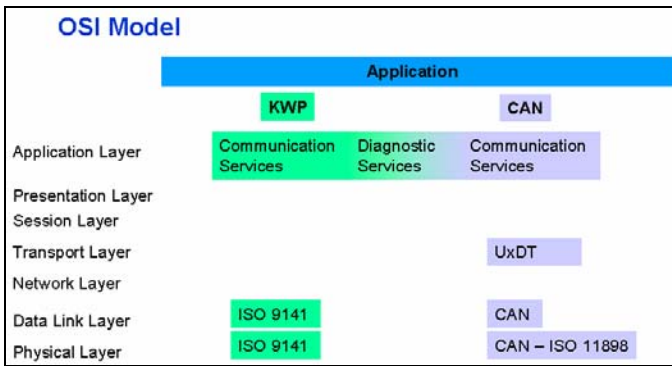 OSI Model
Application
KWP CAN
Application Layer
Communication Services
Diagnostic Services
Communication Services
Presentation Layer
Session Layer
Transport Layer UxDT
Network Layer
Data Link Layer ISO 9141 CAN
Physical Layer ISO 9141 CAN – ISO 11898